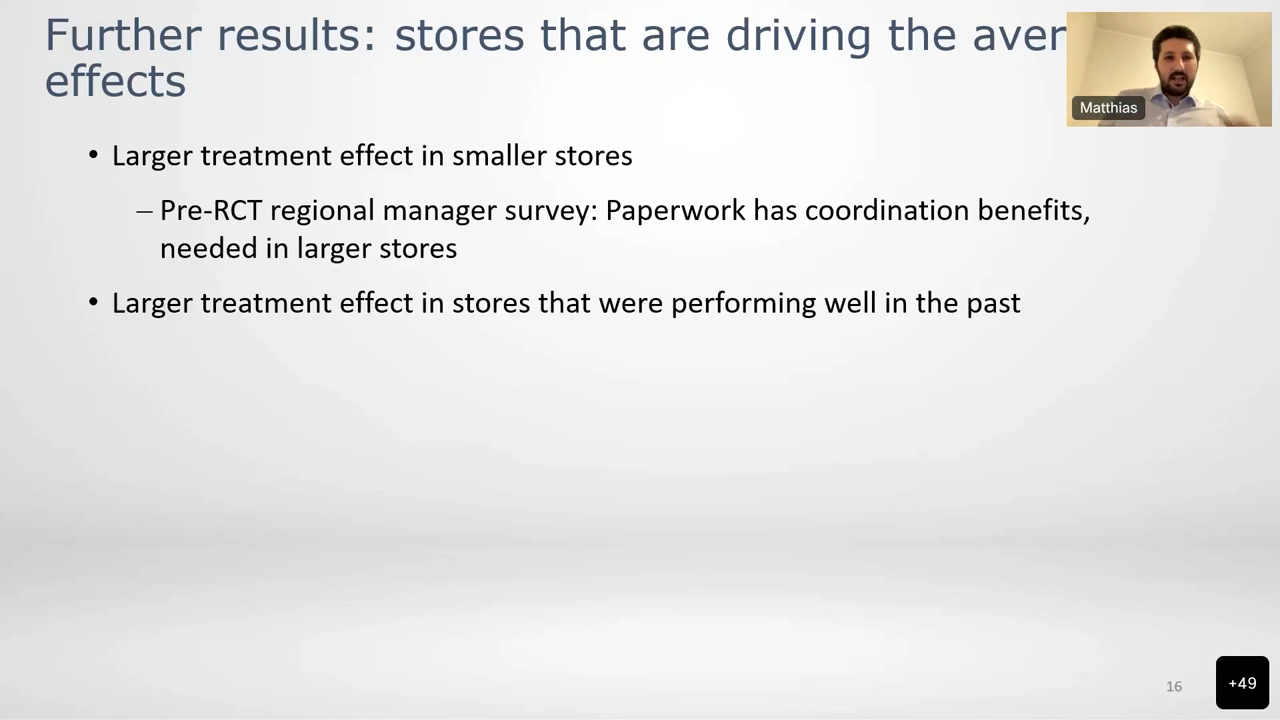 Further results: stores that are driving the aver
effects
Matthias
• Larger treatment effect in smaller stores
– Pre-RCT regional manager survey: Paperwork has coordination benefits,
needed in larger stores
• Larger treatment effect in stores that were performing well in the past
16
+49